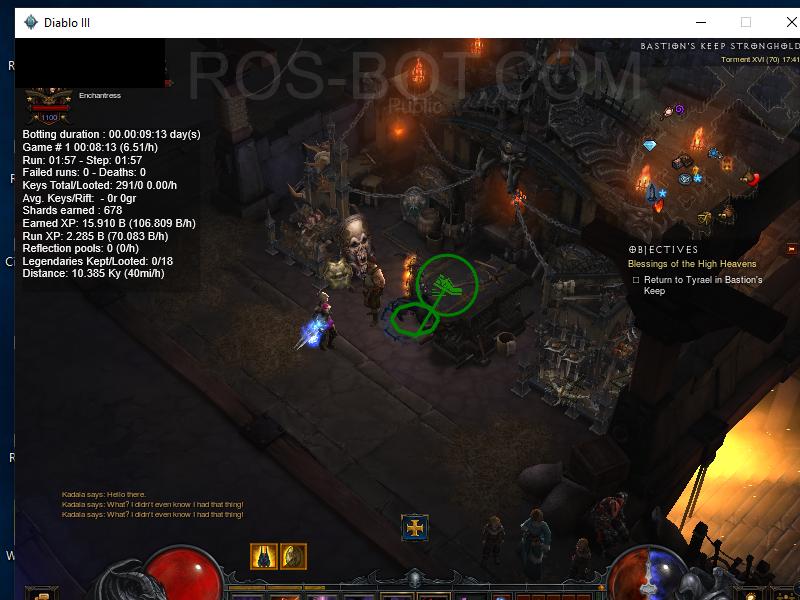 Diablo III
ROS-BOT.COM
Public
BASTION'S KEEP STRONGHOLD
Torment XVI (70) 17:41
Enchantress
1100
Botting duration : 00.00:09:13 day(s)
Game # 1 00:08:13 (6.51/h)
Run: 01:57 - Step: 01:57
Failed runs: 0 - Deaths: 0
Keys Total/Looted: 291/0 0.00/h
Avg. Keys/Rift:  - 0r 0gr
Shards earned : 678
Earned XP: 15.910 B (106.809 B/h)
Run XP: 2.285 B (70.083 B/h)
Reflection pools: 0 (0/h)
Legendaries Kept/Looted: 0/18
Distance: 10.385 Ky (40mi/h)
OBJECTIVES
Blessings of the High Heavens
Return to Tyrael in Bastion's
Keep
Kadala says: Hello there.
Kadala says: What? I didn't even know I had that thing!
Kadala says: What? I didn't even know I had that thing!